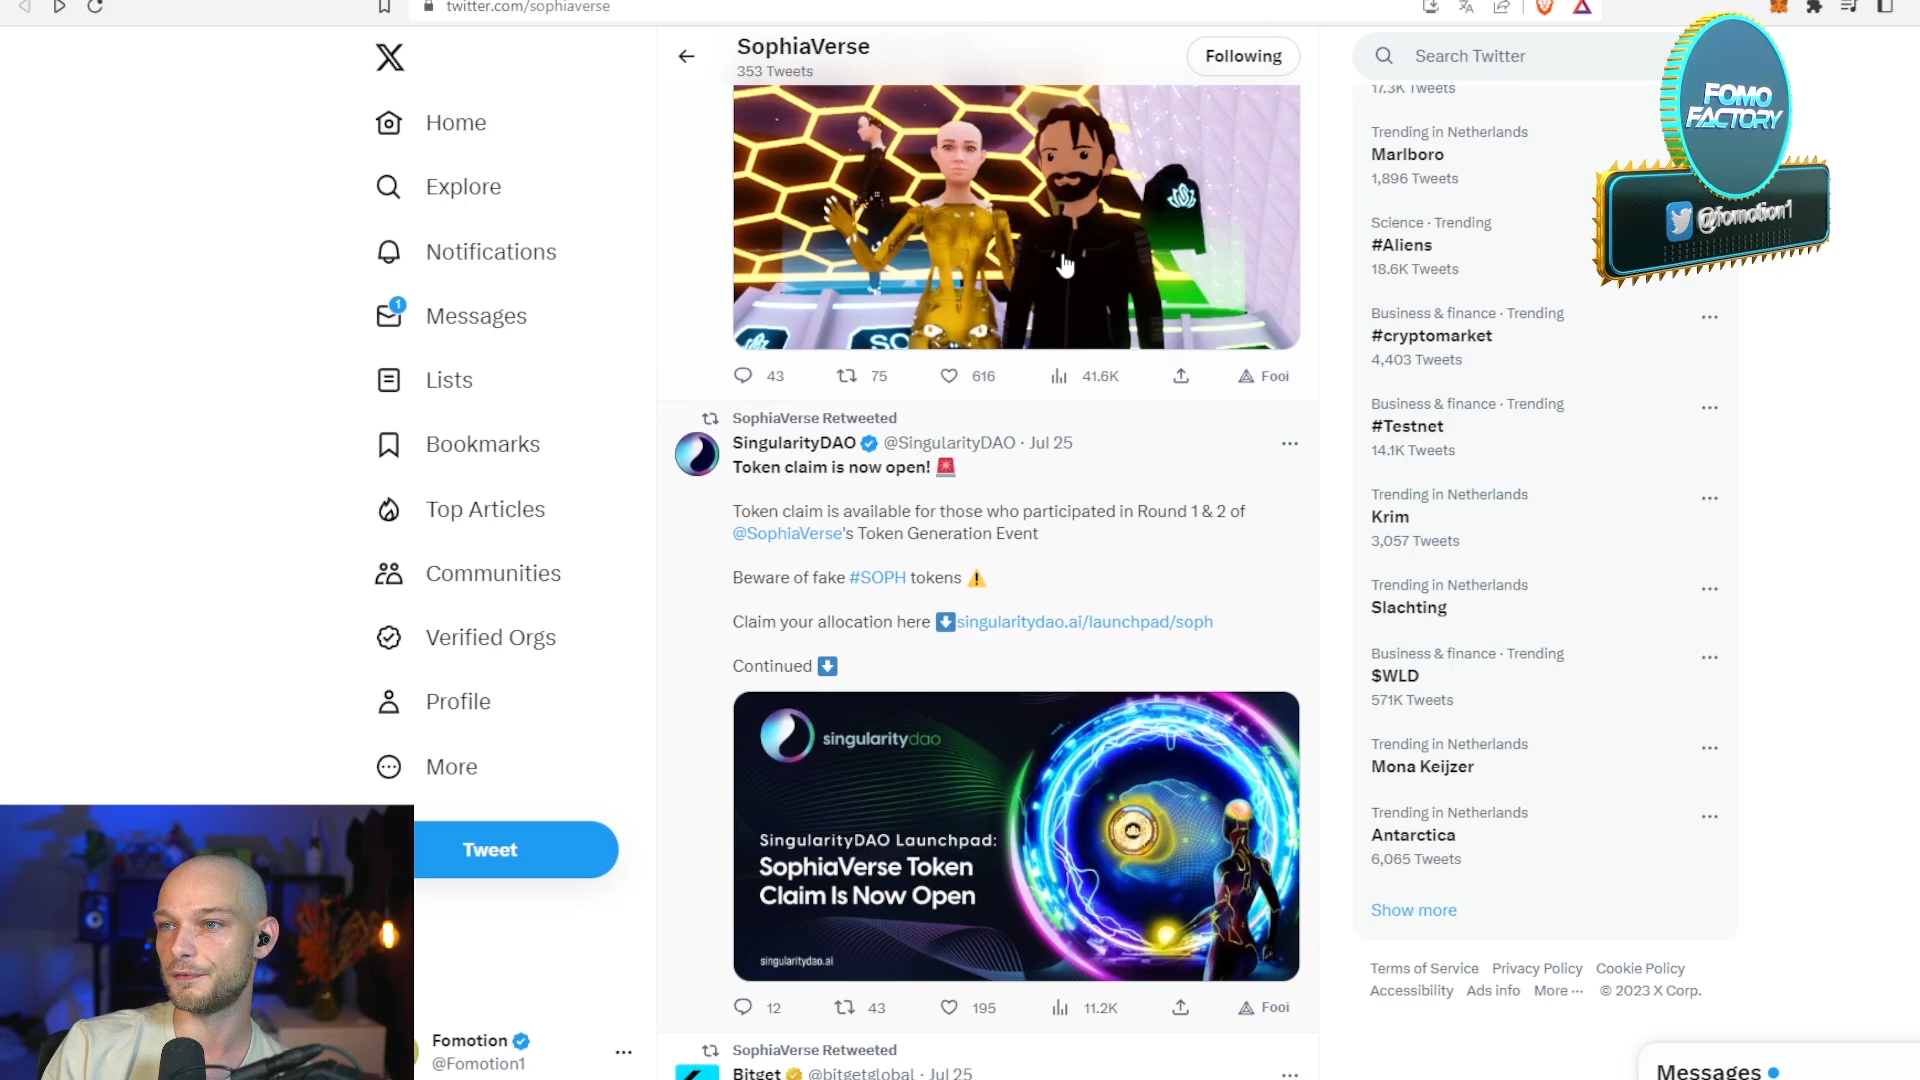 twitter.com/sophiaverse
SophiaVerse
353 Tweets
Following
Search Twitter
Home
Explore
Notifications
1
Messages
Lists
Bookmarks
Top Articles
Communities
Verified Orgs
Profile
More
Tweet
Fomotion
@Fomotion1
43
75
616
41.6K
Fooi
SophiaVerse Retweeted
SingularityDAO @SingularityDAO · Jul 25
Token claim is now open!
Token claim is available for those who participated in Round 1 & 2 of
@SophiaVerse's Token Generation Event
Beware of fake #SOPH tokens
Claim your allocation here singularitydao.ai/launchpad/soph
Continued
singularitydao
SingularityDAO Launchpad:
SophiaVerse Token
Claim Is Now Open
singularitydao.ai
12
43
195
11.2K
Fooi
SophiaVerse Retweeted
Bitget @bitgetglobal · Jul 25
17.3K Tweets
Trending in Netherlands
Marlboro
1,896 Tweets
Science · Trending
#Aliens
18.6K Tweets
Business & finance · Trending
#cryptomarket
4,403 Tweets
Business & finance · Trending
#Testnet
14.1K Tweets
Trending in Netherlands
Krim
3,057 Tweets
Trending in Netherlands
Slachting
Business & finance · Trending
$WLD
571K Tweets
Trending in Netherlands
Mona Keijzer
Trending in Netherlands
Antarctica
6,065 Tweets
Show more
Terms of Service Privacy Policy Cookie Policy
Accessibility Ads info More ··· © 2023 X Corp.
Messages
FOMO
FACTORY
@fomotion1